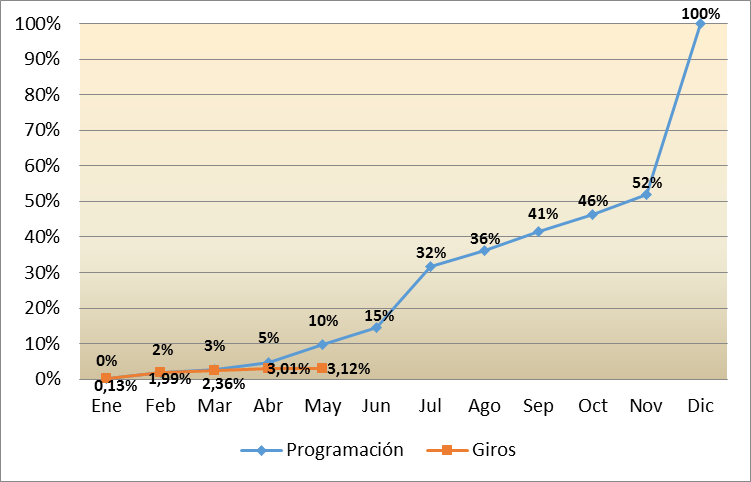 100%
90%
80%
70%
60%
50%
40%
30%
20%
10%
0%
0% 2% 3% 5% 10% 15% 32% 36% 41% 46% 52% 100%
0,13% 1,99% 2,36% 3,01% 3,12%
Ene Feb Mar Abr May Jun Jul Ago Sep Oct Nov Dic
Programación Giros